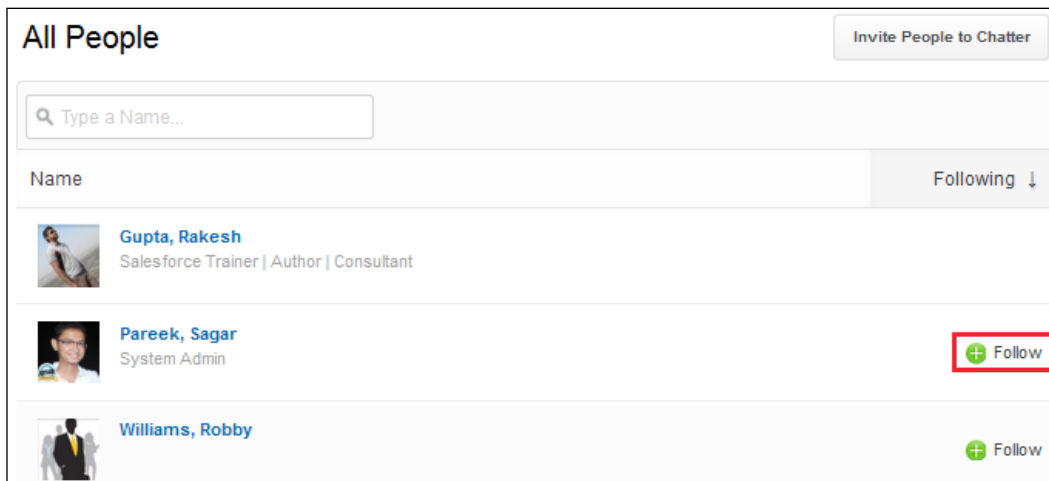 All People
Invite People to Chatter
Type a Name...
Name
Following ↓
Gupta, Rakesh
Salesforce Trainer | Author | Consultant
Pareek, Sagar
System Admin
Follow
Williams, Robby
Follow